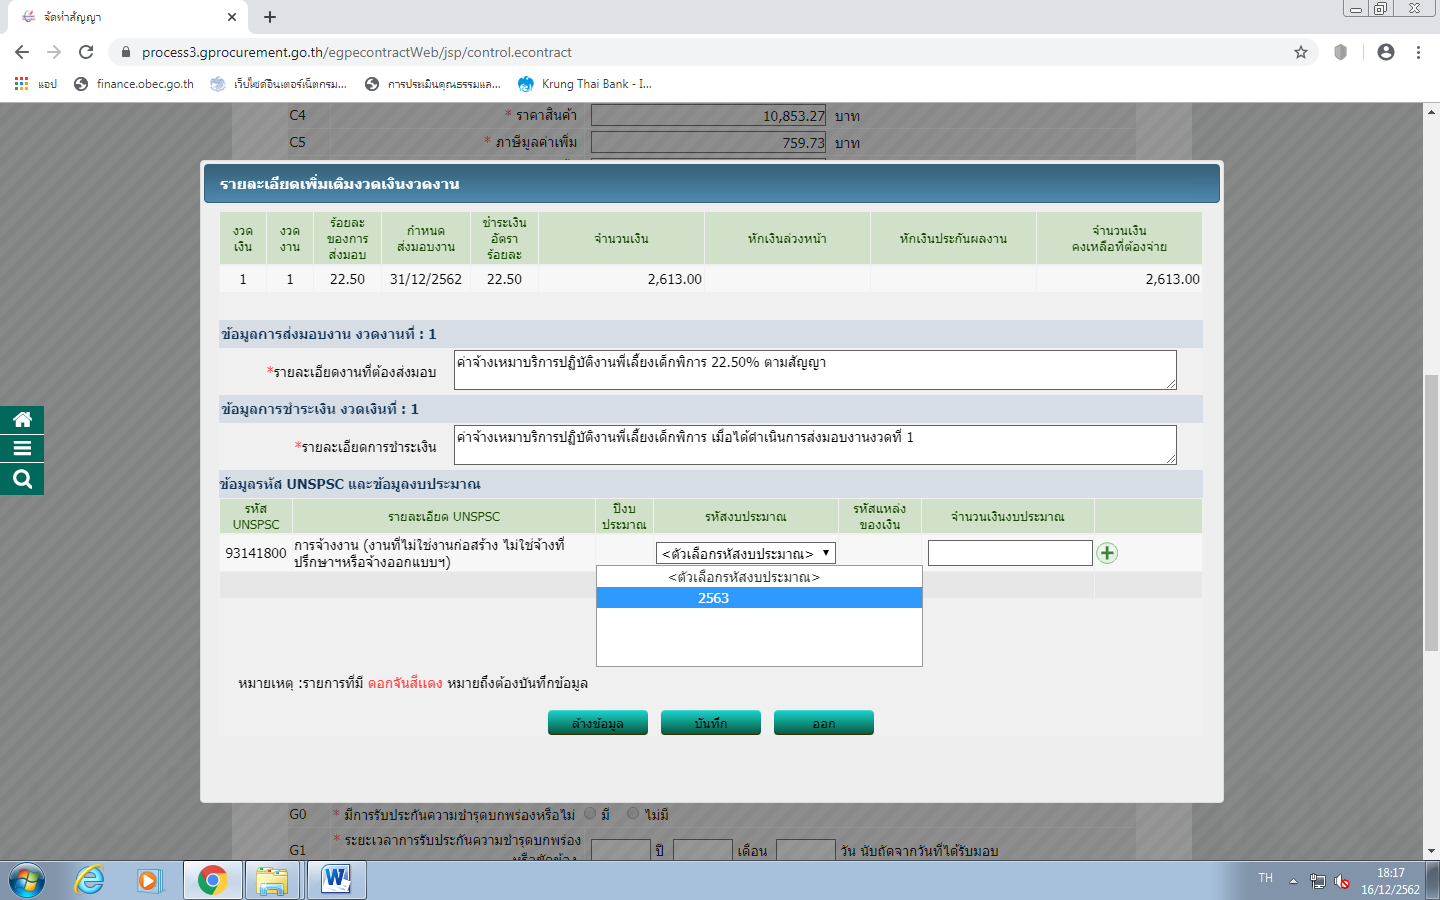 จัดทำสัญญา
process3.gprocurement.go.th/egpecontractWeb/jsp/control.econtract
แอป finance.obec.go.th เว็บไซต์อินเตอร์เน็ตกรม... การประเมินคุณธรรมแล... Krung Thai Bank - I...
C4 * ราคาสินค้า 10,853.27 บาท
C5 * ภาษีมูลค่าเพิ่ม 759.73 บาท
รายละเอียดเพิ่มเติมงวดเงินงวดงาน
งวดเงิน งวดงาน ร้อยละของการส่งมอบ กำหนดส่งมอบงาน ชำระเงินอัตราร้อยละ จำนวนเงิน หักเงินล่วงหน้า หักเงินประกันผลงาน จำนวนเงินคงเหลือที่ต้องจ่าย
1 1 22.50 31/12/2562 22.50 2,613.00 2,613.00
ข้อมูลการส่งมอบงาน งวดงานที่ : 1
*รายละเอียดงานที่ต้องส่งมอบ ค่าจ้างเหมาบริการปฏิบัติงานพี่เลี้ยงเด็กพิการ 22.50% ตามสัญญา
ข้อมูลการชำระเงิน งวดเงินที่ : 1
*รายละเอียดการชำระเงิน ค่าจ้างเหมาบริการปฏิบัติงานพี่เลี้ยงเด็กพิการ เมื่อได้ดำเนินการส่งมอบงานงวดที่ 1
ข้อมูลรหัส UNSPSC และข้อมูลงบประมาณ
รหัส UNSPSC รายละเอียด UNSPSC ปีงบประมาณ รหัสงบประมาณ รหัสแหล่งของเงิน จำนวนเงินงบประมาณ
93141800 การจ้างงาน (งานที่ไม่ใช่งานก่อสร้าง ไม่ใช่จ้างที่ปรึกษาฯหรือจ้างออกแบบฯ) <ตัวเลือกรหัสงบประมาณ>
<ตัวเลือกรหัสงบประมาณ>
2563
หมายเหตุ :รายการที่มี ดอกจันสีแดง หมายถึงต้องบันทึกข้อมูล
ล้างข้อมูล บันทึก ออก
G0 * มีการรับประกันความชำรุดบกพร่องหรือไม่ มี ไม่มี
G1 * ระยะเวลาการรับประกันความชำรุดบกพร่อง ปี เดือน วัน นับถัดจากวันที่ได้รับมอบ
TH 18:17
16/12/2562